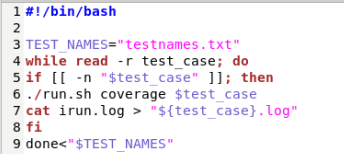 1 #!/bin/bash
2
3 TEST_NAMES="testnames.txt"
4 while read -r test_case; do
5 if [[ -n "$test_case" ]]; then
6 ./run.sh coverage $test_case
7 cat irun.log > "${test_case}.log"
8 fi
9 done<"$TEST_NAMES"